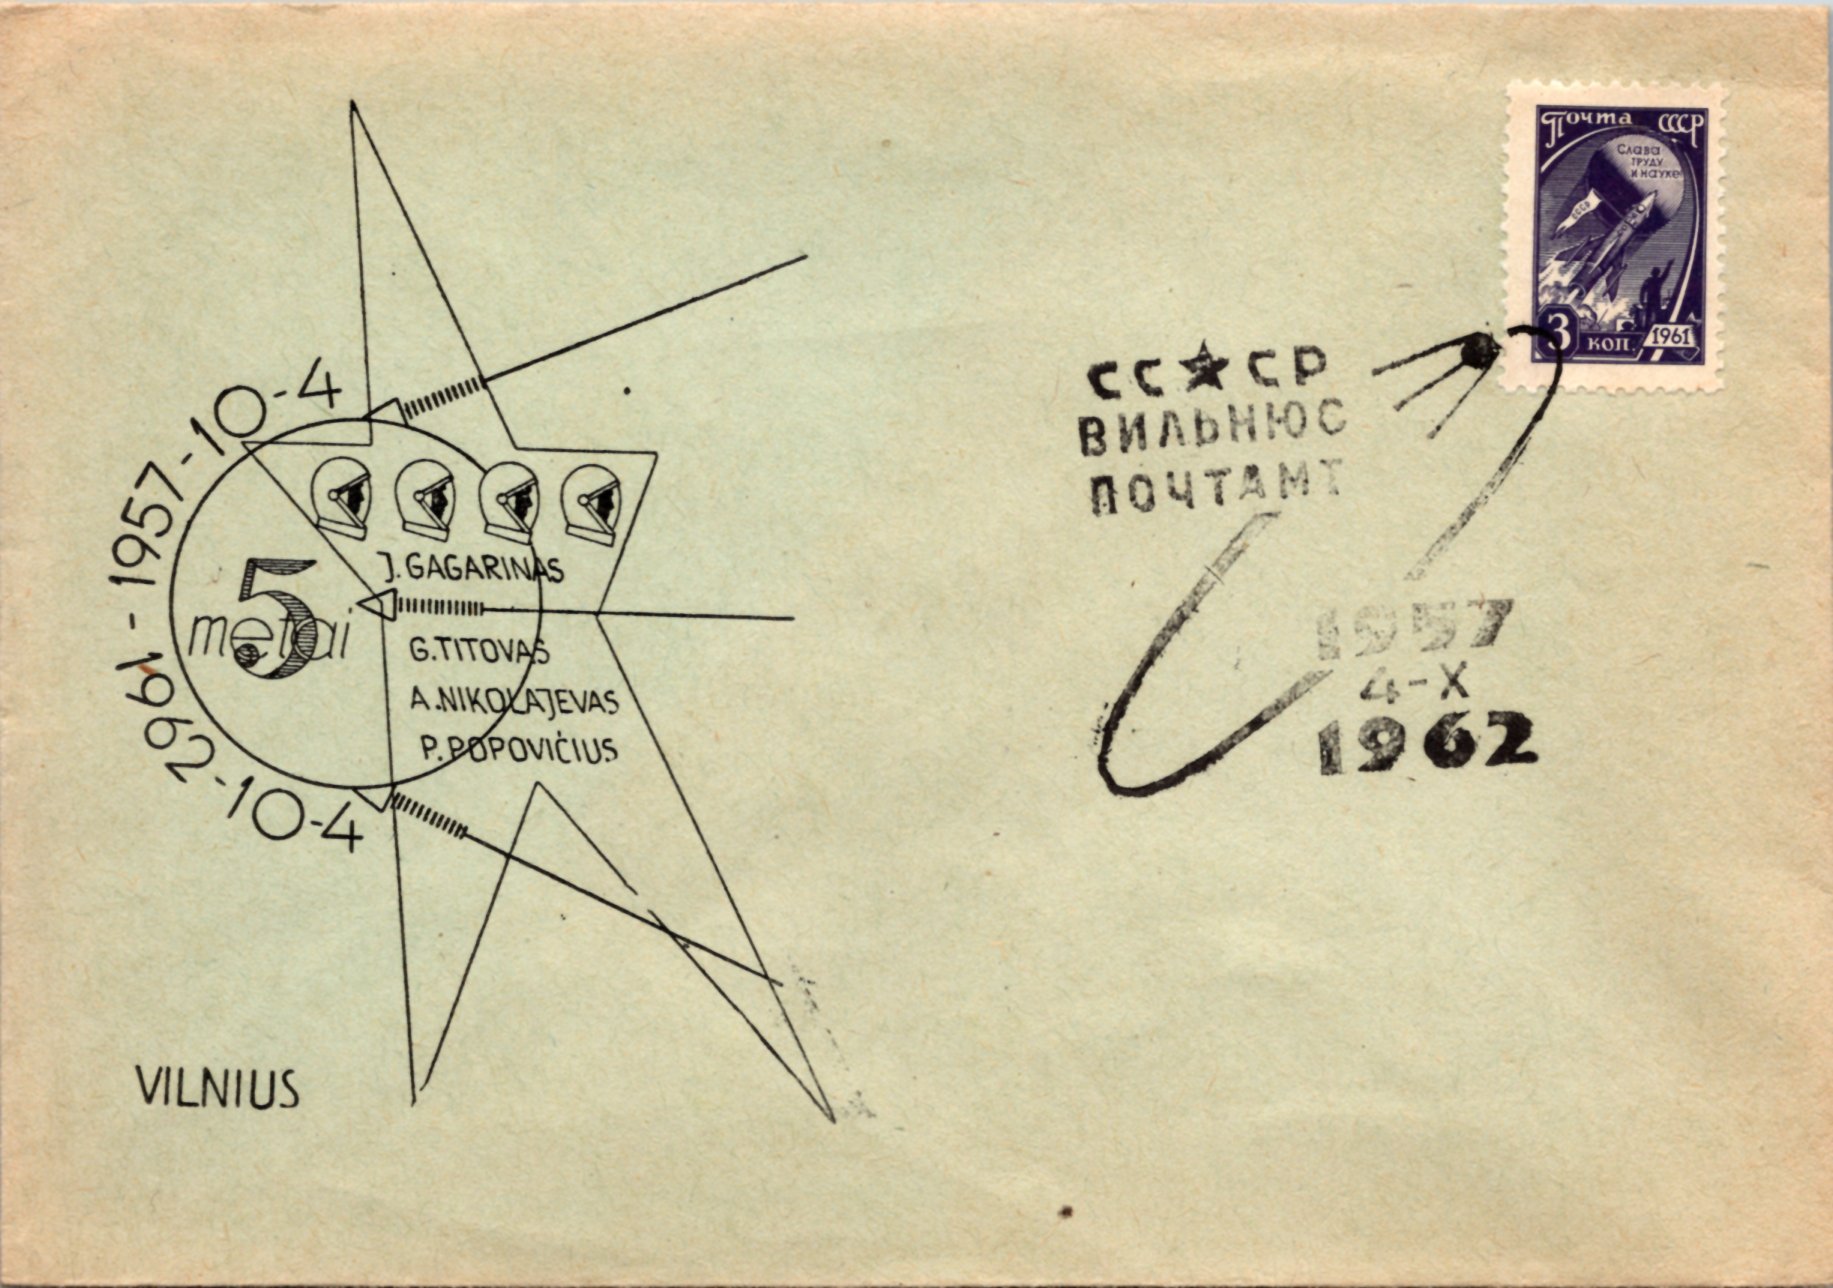 1957-10-4
-
1962-10-4
5
metai
J. GAGARINAS
G. TITOVAS
A. NIKOLAJEVAS
P. POPOVIČIUS
VILNIUS
Почта СССР
Слава
труду
и науке
СССР
3 коп. 1961
СС★СР
ВИЛЬНЮС
ПОЧТАМТ
1957
4-X
1962